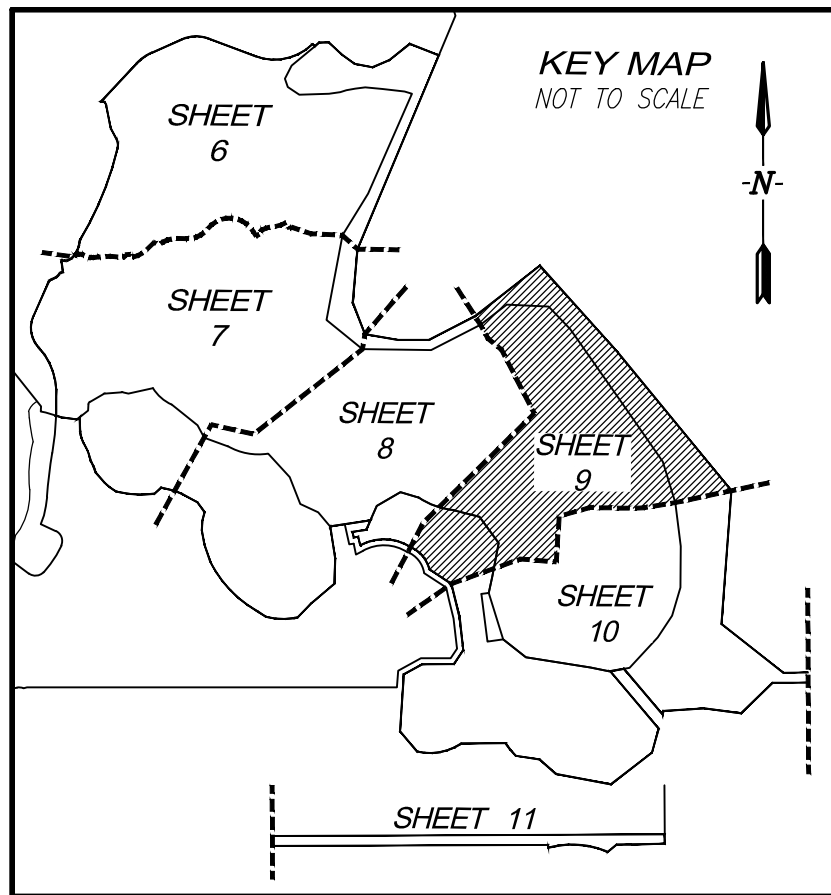 KEY MAP
NOT TO SCALE
-N-
SHEET
6
SHEET
7
SHEET
8
SHEET
9
SHEET
10
SHEET 11